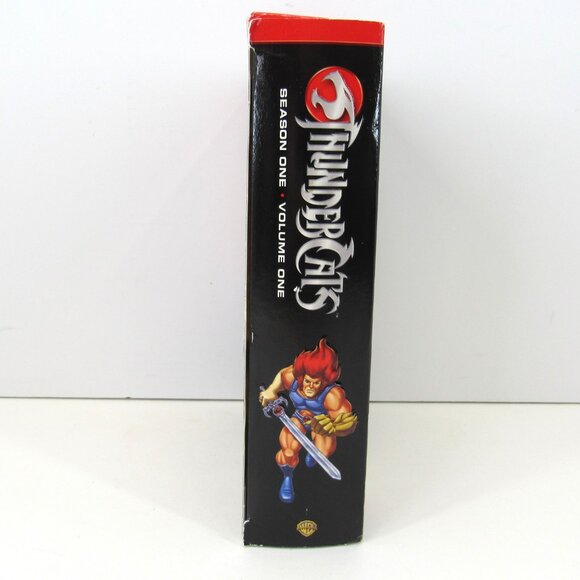 THUNDERCATS
SEASON ONE • VOLUME ONE